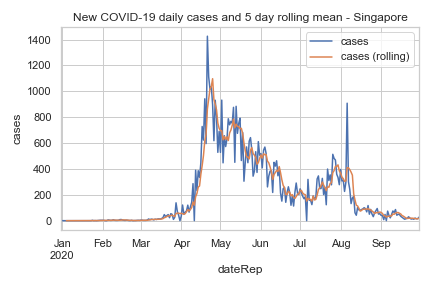 New COVID-19 daily cases and 5 day rolling mean - Singapore
cases
cases (rolling)
1400
1200
1000
800
600
400
200
0
cases
Jan Feb Mar Apr May Jun Jul Aug Sep
2020
dateRep